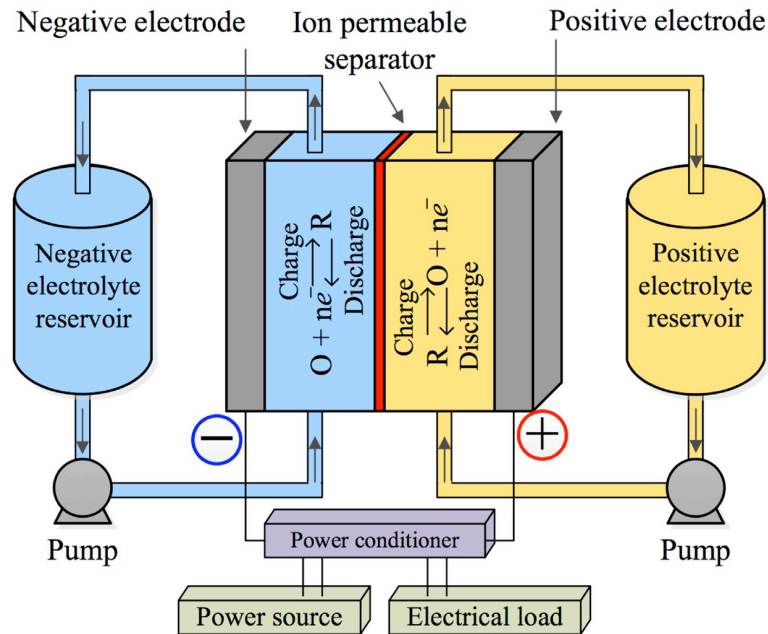 Negative electrode
Ion permeable
separator
Positive electrode
Negative
electrolyte
reservoir
Charge
O + ne⁻ ⇄ R
Discharge
Charge
R ⇄ O + ne⁻
Discharge
Positive
electrolyte
reservoir
−
+
Pump
Power conditioner
Pump
Power source
Electrical load